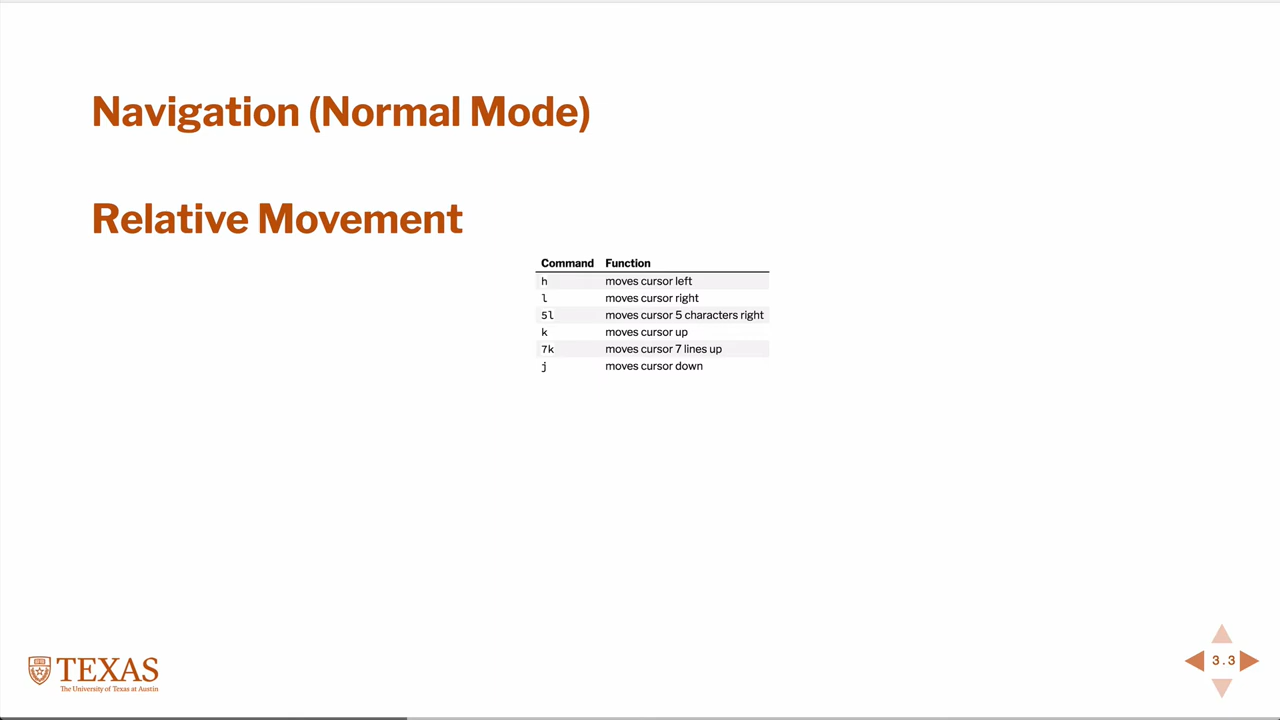 Navigation (Normal Mode)
Relative Movement
Command Function
h moves cursor left
l moves cursor right
5l moves cursor 5 characters right
k moves cursor up
7k moves cursor 7 lines up
j moves cursor down
TEXAS
The University of Texas at Austin
3.3